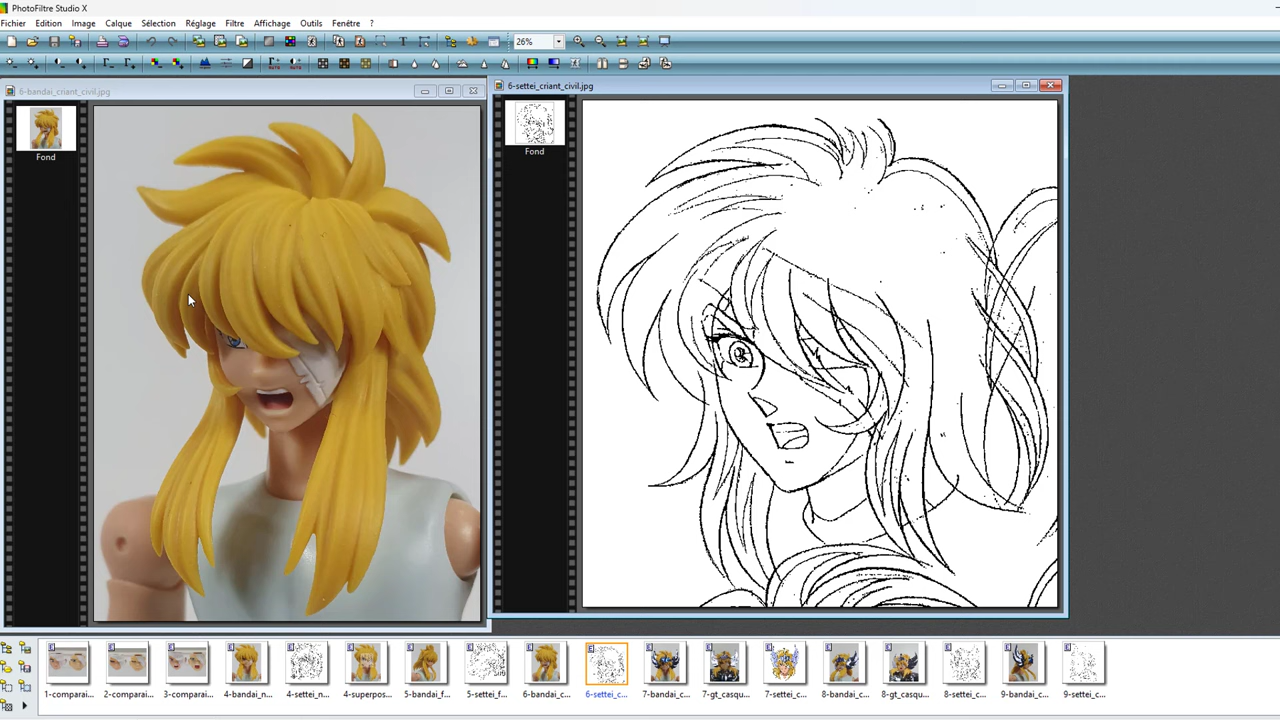 PhotoFiltre Studio X
Fichier Edition Image Calque Sélection Réglage Filtre Affichage Outils Fenêtre ?
26%
6-bandai_criant_civil.jpg
Fond
6-settei_criant_civil.jpg
Fond
1-comparai... 2-comparai... 3-comparai... 4-bandai_n... 4-settei_n... 4-superpos... 5-bandai_f... 5-settei_f... 6-bandai_c... 6-settei_c... 7-bandai_c... 7-gt_casqu... 7-settei_c... 8-bandai_c... 8-gt_casqu... 8-settei_c... 9-bandai_c... 9-settei_c...